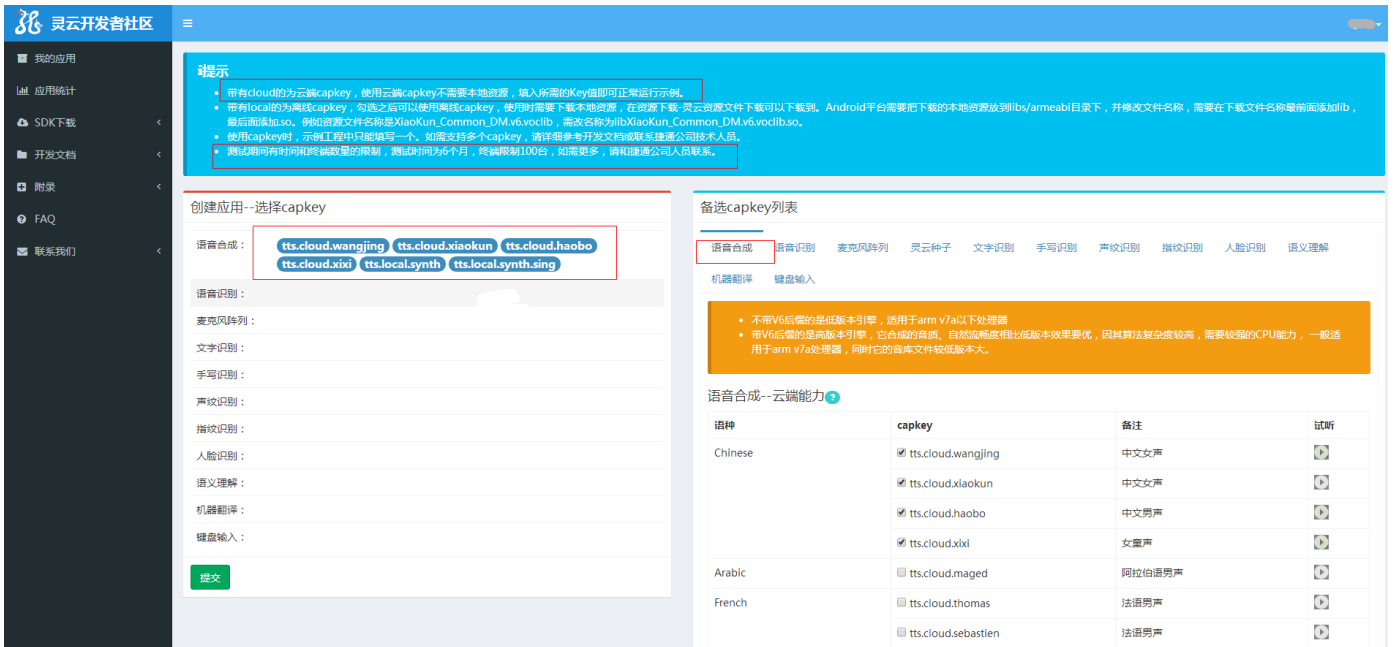 灵云开发者社区
我的应用
应用统计
SDK下载
开发文档
附录
FAQ
联系我们
提示
带有cloud的为云端capkey，使用云端capkey不需要本地资源，填入所需的Key值即可正常运行示例。
带有local的为离线capkey，勾选之后可以使用离线capkey，使用时需要下载本地资源，在资源下载-灵云资源文件下载可以下载到。Android平台需要把下载的本地资源放到libs/armeabi目录下，并修改文件名称，需要在下载文件名称最前面添加lib，
最后面添加.so。例如资源文件名称是XiaoKun_Common_DM.v6.voclib，需改名称为libXiaoKun_Common_DM.v6.voclib.so。
使用capkey时，示例工程中只能填写一个。如需支持多个capkey，请详细参考开发文档或联系捷通公司技术人员。
测试期间有时间和终端数量的限制，测试时间为6个月，终端限制100台，如需更多，请和捷通公司人员联系。
创建应用--选择capkey
语音合成： tts.cloud.wangjing tts.cloud.xiaokun tts.cloud.haobo
tts.cloud.xixi tts.local.synth tts.local.synth.sing
语音识别：
麦克风阵列：
文字识别：
手写识别：
声纹识别：
指纹识别：
人脸识别：
语义理解：
机器翻译：
键盘输入：
提交
备选capkey列表
语音合成 语音识别 麦克风阵列 灵云种子 文字识别 手写识别 声纹识别 指纹识别 人脸识别 语义理解
机器翻译 键盘输入
不带V6后缀的是低版本引擎，适用于arm v7a以下处理器
带V6后缀的是高版本引擎，它合成的音质、自然流畅度相比低版本效果要优，因其算法复杂度较高，需要较强的CPU能力，一般适
用于arm v7a处理器，同时它的音库文件较低版本大。
语音合成--云端能力?
语种 capkey 备注 试听
Chinese tts.cloud.wangjing 中文女声
tts.cloud.xiaokun 中文女声
tts.cloud.haobo 中文男声
tts.cloud.xixi 女童声
Arabic tts.cloud.maged 阿拉伯语男声
French tts.cloud.thomas 法语男声
tts.cloud.sebastien 法语男声